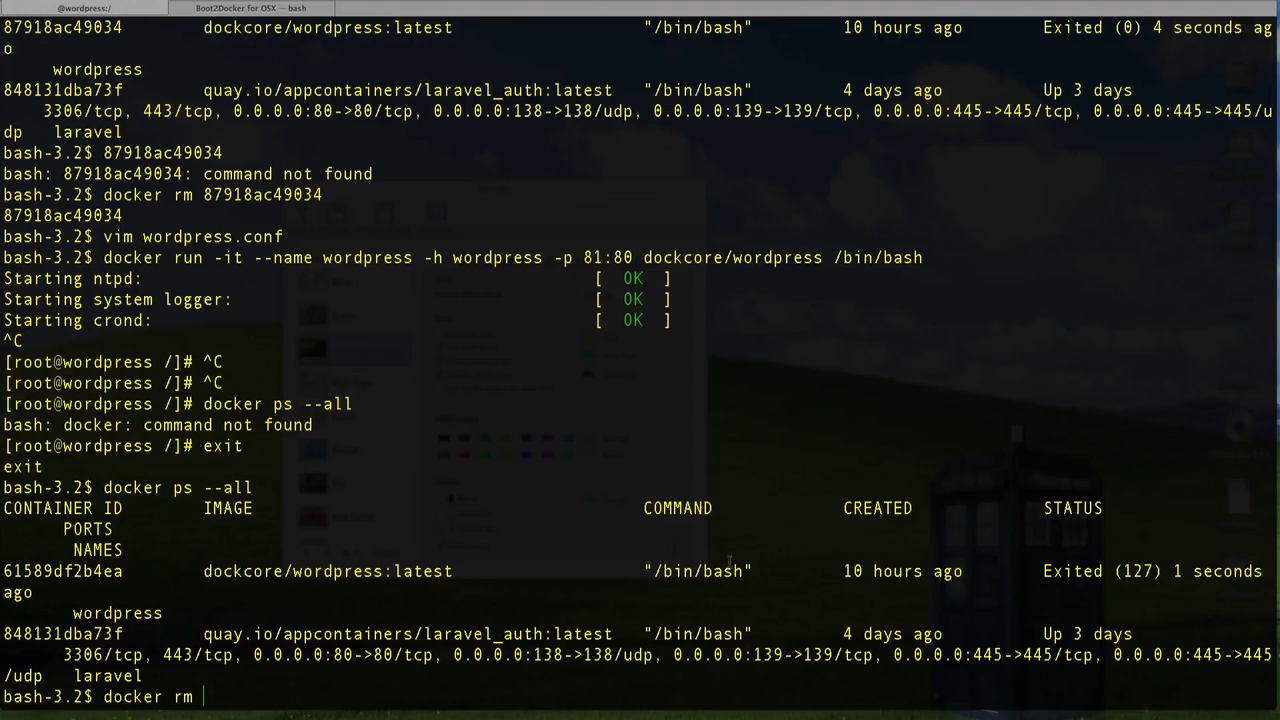 @wordpress:/
Boot2Docker for OSX — bash
87918ac49034 dockcore/wordpress:latest "/bin/bash" 10 hours ago Exited (0) 4 seconds ag
o
wordpress
848131dba73f quay.io/appcontainers/laravel_auth:latest "/bin/bash" 4 days ago Up 3 days
3306/tcp, 443/tcp, 0.0.0.0:80->80/tcp, 0.0.0.0:138->138/udp, 0.0.0.0:139->139/tcp, 0.0.0.0:445->445/tcp, 0.0.0.0:445->445/u
dp laravel
bash-3.2$ 87918ac49034
bash: 87918ac49034: command not found
bash-3.2$ docker rm 87918ac49034
87918ac49034
bash-3.2$ vim wordpress.conf
bash-3.2$ docker run -it --name wordpress -h wordpress -p 81:80 dockcore/wordpress /bin/bash
Starting ntpd: [ OK ]
Starting system logger: [ OK ]
Starting crond: [ OK ]
^C
[root@wordpress /]# ^C
[root@wordpress /]# ^C
[root@wordpress /]# docker ps --all
bash: docker: command not found
[root@wordpress /]# exit
exit
bash-3.2$ docker ps --all
CONTAINER ID IMAGE COMMAND CREATED STATUS
PORTS
NAMES
61589df2b4ea dockcore/wordpress:latest "/bin/bash" 10 hours ago Exited (127) 1 seconds
ago
wordpress
848131dba73f quay.io/appcontainers/laravel_auth:latest "/bin/bash" 4 days ago Up 3 days
3306/tcp, 443/tcp, 0.0.0.0:80->80/tcp, 0.0.0.0:138->138/udp, 0.0.0.0:139->139/tcp, 0.0.0.0:445->445/tcp, 0.0.0.0:445->445
/udp laravel
bash-3.2$ docker rm